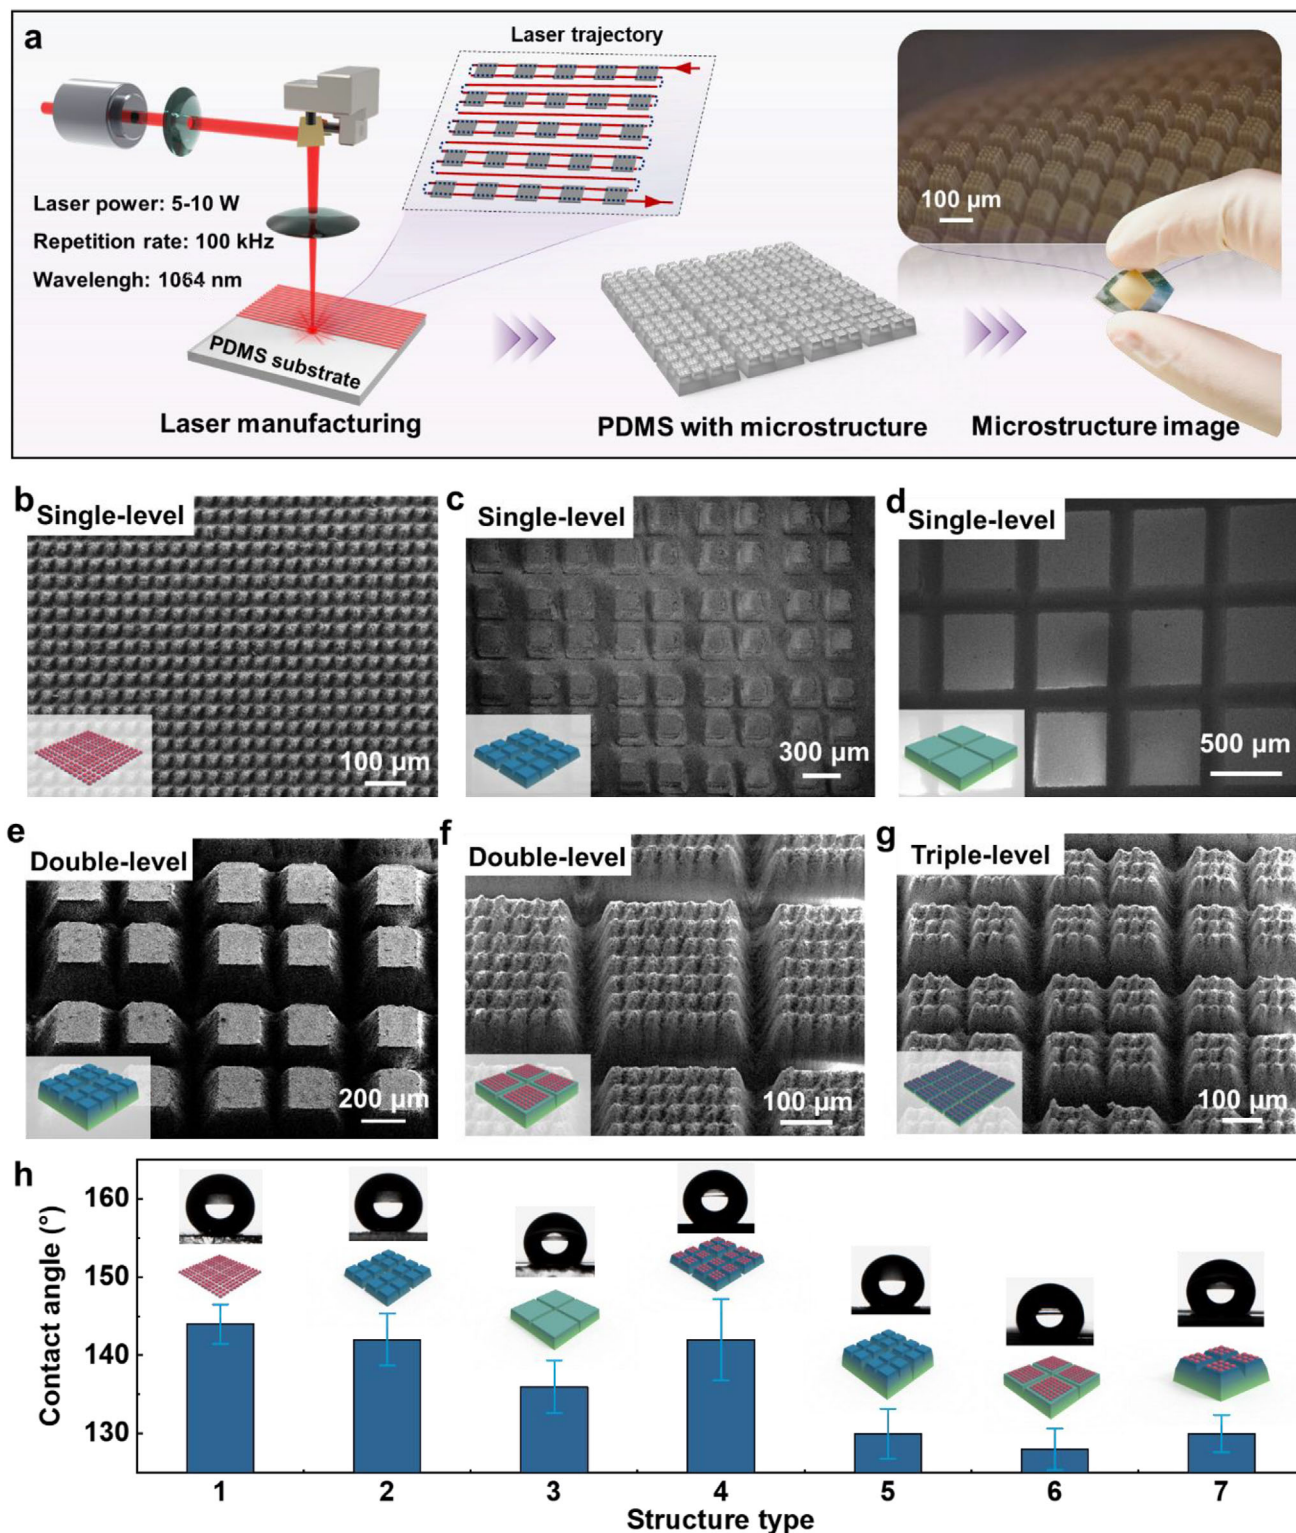 a
Laser trajectory
Laser power: 5-10 W
Repetition rate: 100 kHz
Wavelengh: 1064 nm
100 µm
PDMS substrate
Laser manufacturing
PDMS with microstructure
Microstructure image
b
Single-level
100 µm
c
Single-level
300 µm
d
Single-level
500 µm
e
Double-level
200 µm
f
Double-level
100 µm
g
Triple-level
100 µm
h
Contact angle (°)
160
150
140
130
1 2 3 4 5 6 7
Structure type